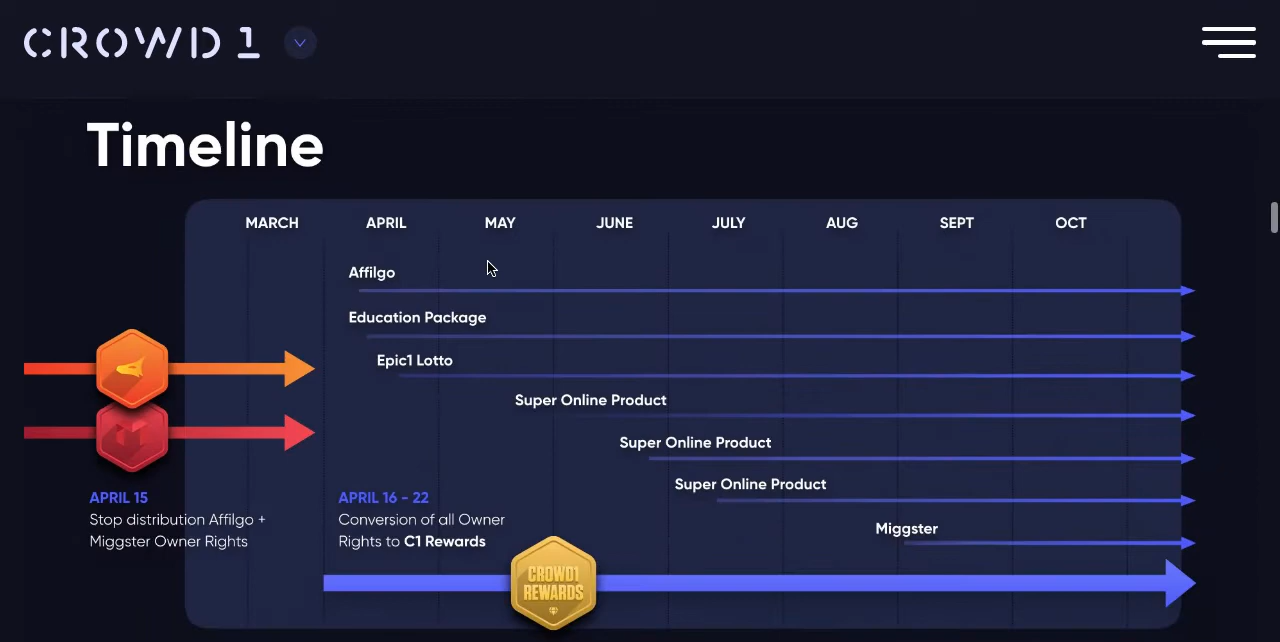 CROWD 1
Timeline
MARCH APRIL MAY JUNE JULY AUG SEPT OCT
Affilgo
Education Package
Epic1 Lotto
Super Online Product
Super Online Product
Super Online Product
Miggster
APRIL 15
Stop distribution Affilgo +
Miggster Owner Rights
APRIL 16 - 22
Conversion of all Owner
Rights to C1 Rewards
CROWD1
REWARDS